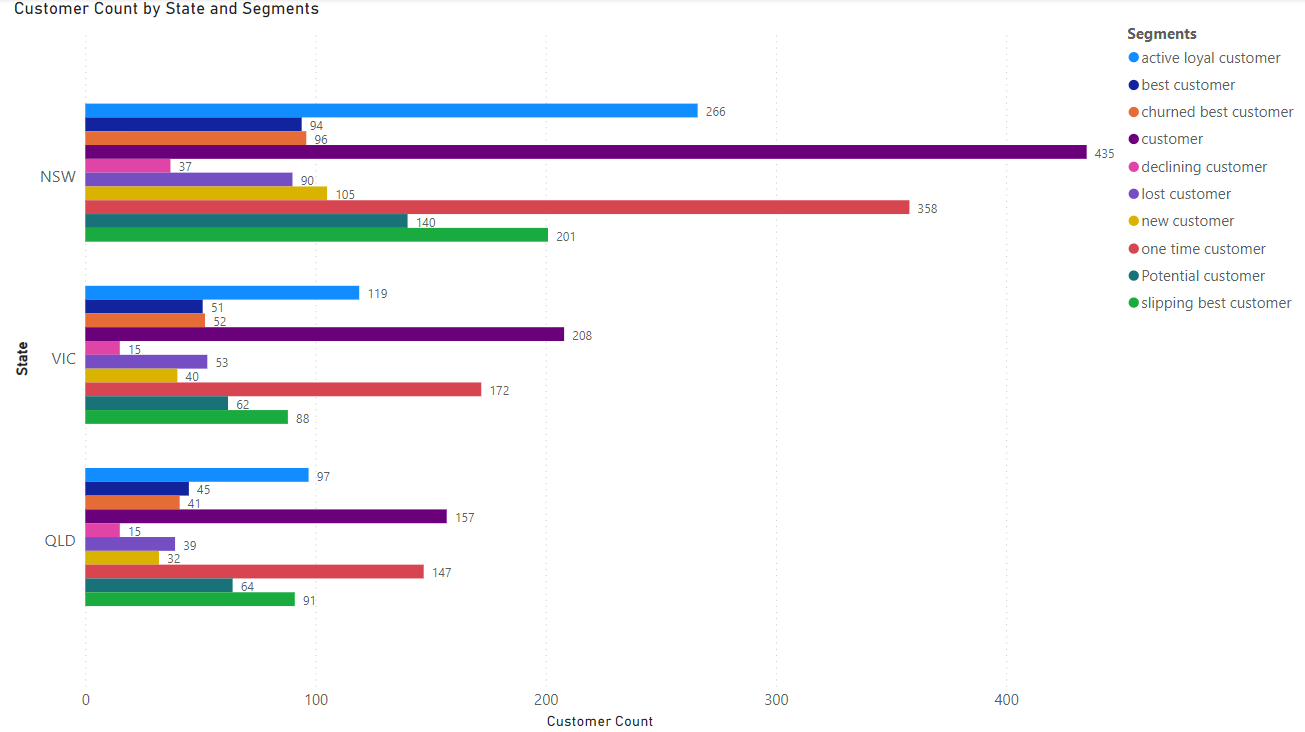 Customer Count by State and Segments
Segments
active loyal customer
best customer
churned best customer
customer
declining customer
lost customer
new customer
one time customer
Potential customer
slipping best customer
State
NSW
266
94
96
435
37
90
105
358
140
201
VIC
119
51
52
208
15
53
40
172
62
88
QLD
97
45
41
157
15
39
32
147
64
91
0 100 200 300 400
Customer Count